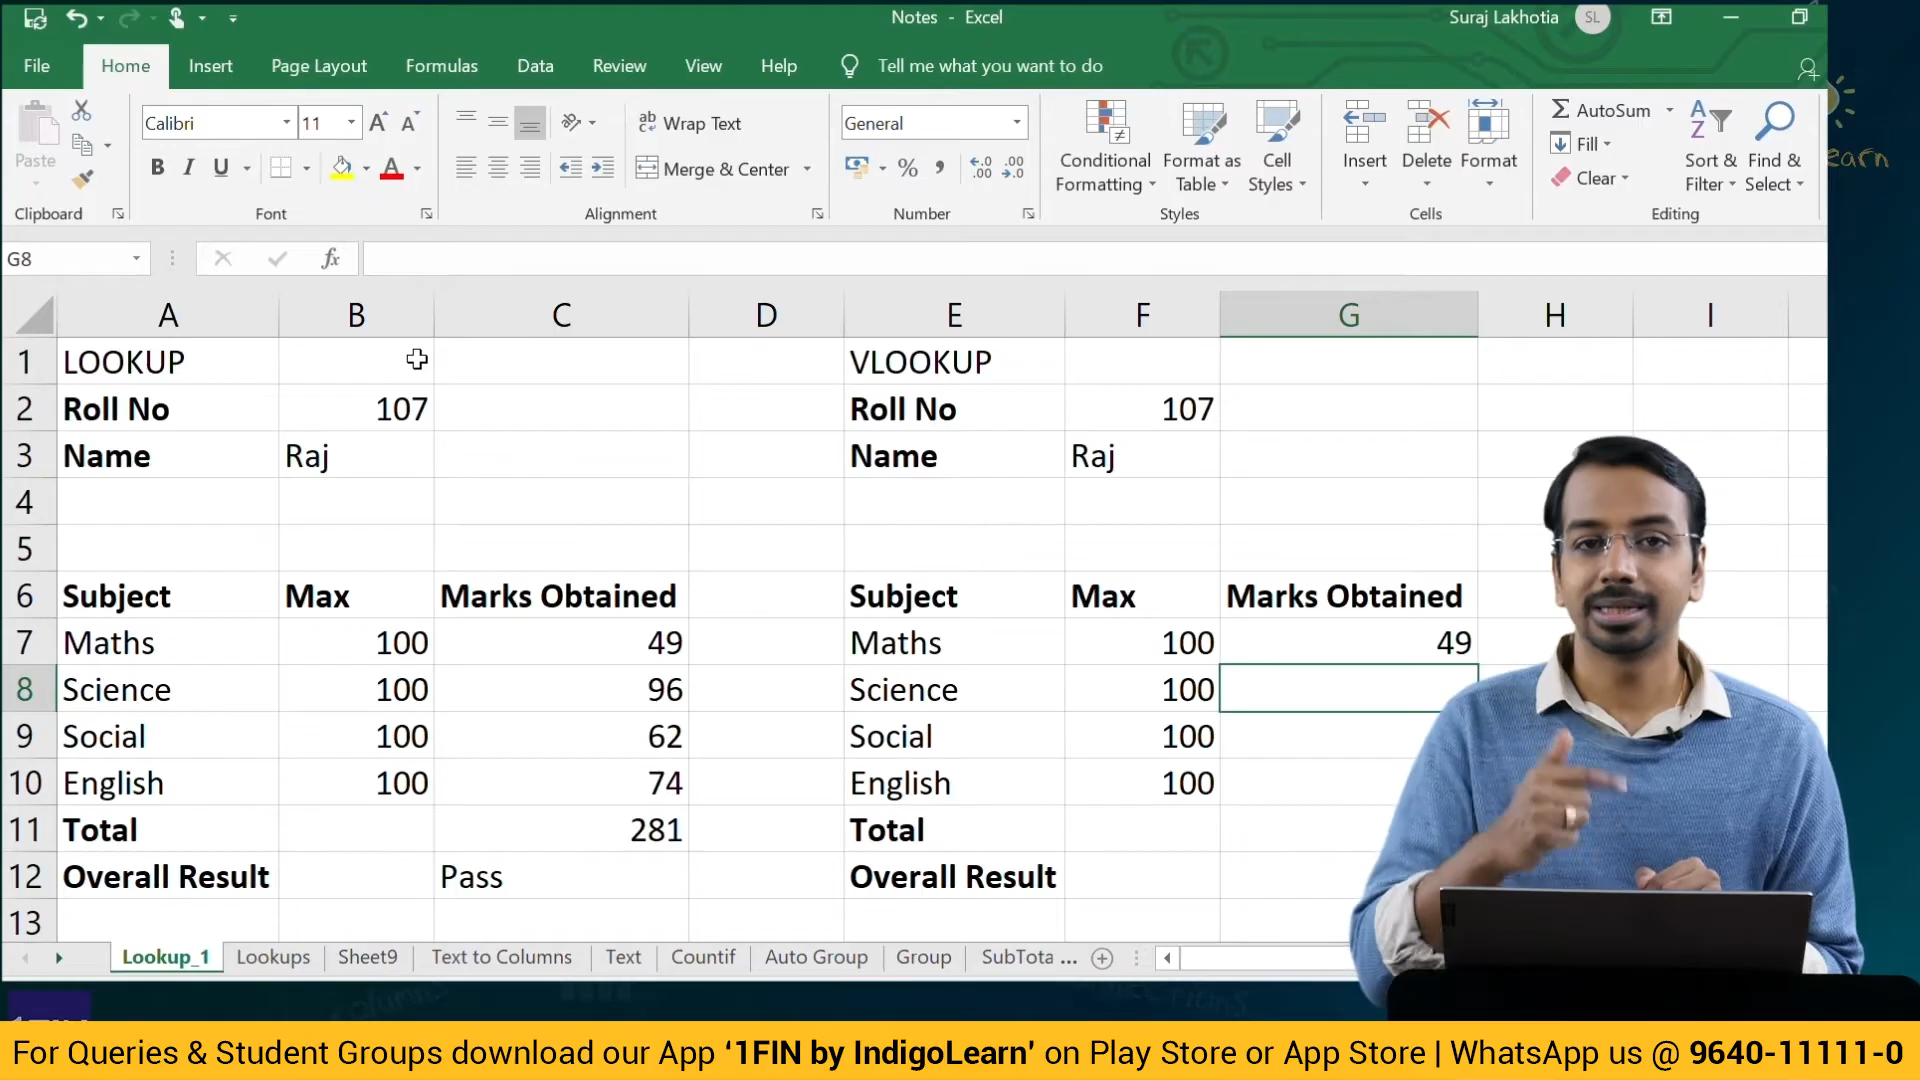 Notes - Excel
Suraj Lakhotia SL
File Home Insert Page Layout Formulas Data Review View Help Tell me what you want to do
Paste
Clipboard
Calibri 11
B I U
Font
Wrap Text
Merge & Center
Alignment
General
Number
Conditional Formatting
Format as Table
Cell Styles
Styles
Insert Delete Format
Cells
AutoSum
Fill
Clear
Sort & Filter
Find & Select
Editing
G8 fx
A B C D E F G H I
1 LOOKUP VLOOKUP
2 Roll No 107 Roll No 107
3 Name Raj Name Raj
4
5
6 Subject Max Marks Obtained Subject Max Marks Obtained
7 Maths 100 49 Maths 100 49
8 Science 100 96 Science 100
9 Social 100 62 Social 100
10 English 100 74 English 100
11 Total 281 Total
12 Overall Result Pass Overall Result
13
Lookup_1 Lookups Sheet9 Text to Columns Text Countif Auto Group Group SubTota ...
For Queries & Student Groups download our App ‘1FIN by IndigoLearn' on Play Store or App Store | WhatsApp us @ 9640-11111-0